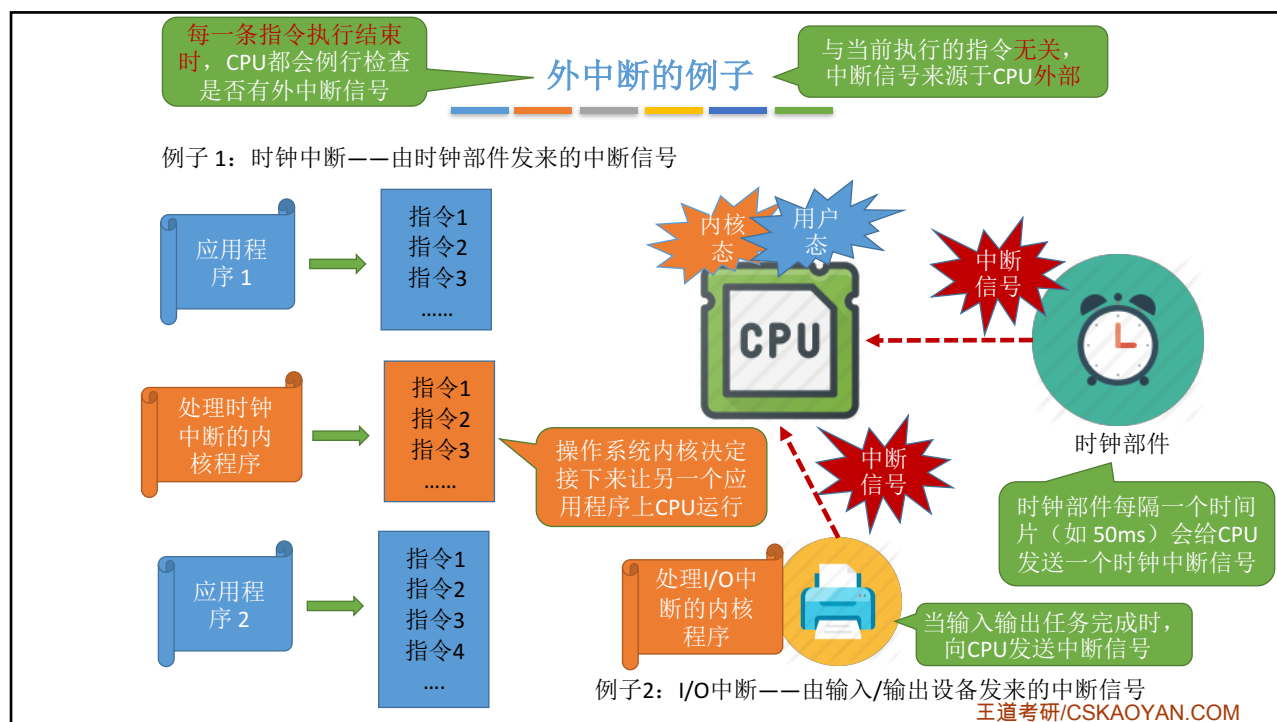 每一条指令执行结束
时，CPU都会例行检查
是否有外中断信号
外中断的例子
与当前执行的指令无关，
中断信号来源于CPU外部
例子 1：时钟中断——由时钟部件发来的中断信号
应用程
序 1
指令1
指令2
指令3
……
内核
态
用户
态
中断
信号
CPU
时钟部件
处理时钟
中断的内
核程序
指令1
指令2
指令3
……
操作系统内核决定
接下来让另一个应
用程序上CPU运行
中断
信号
时钟部件每隔一个时间
片（如 50ms）会给CPU
发送一个时钟中断信号
应用程
序 2
指令1
指令2
指令3
指令4
….
处理I/O中
断的内核
程序
当输入输出任务完成时，
向CPU发送中断信号
例子2：I/O中断——由输入/输出设备发来的中断信号
王道考研/CSKAOYAN.COM